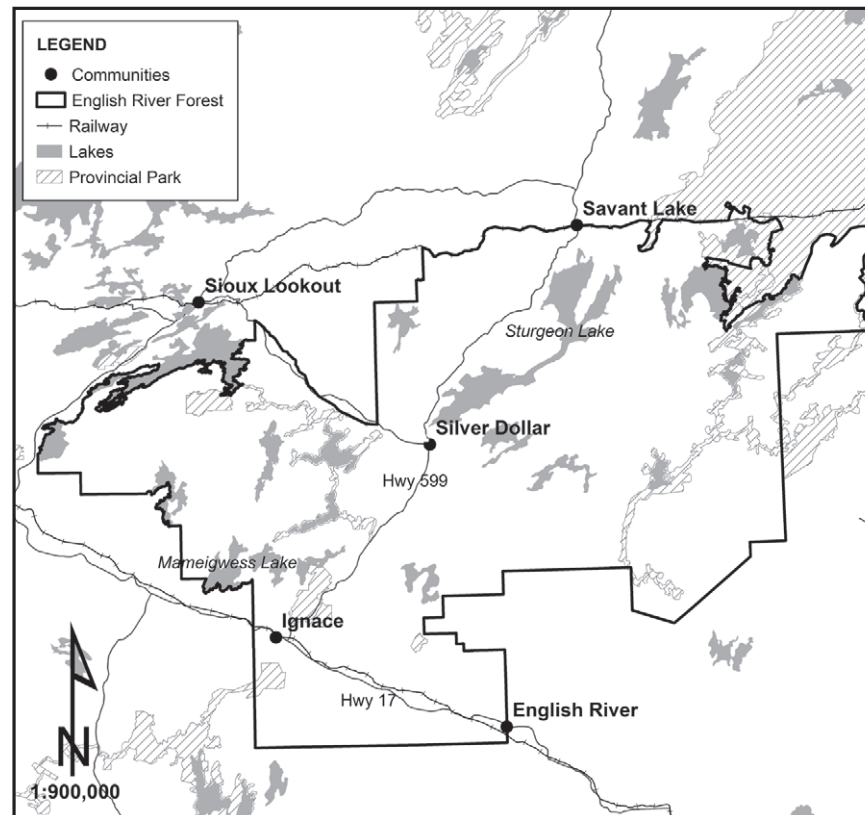 LEGEND
Communities
English River Forest
Railway
Lakes
Provincial Park
Savant Lake
Sioux Lookout
Sturgeon Lake
Silver Dollar
Hwy 599
Mameigwess Lake
Ignace
Hwy 17
English River
N
1:900,000